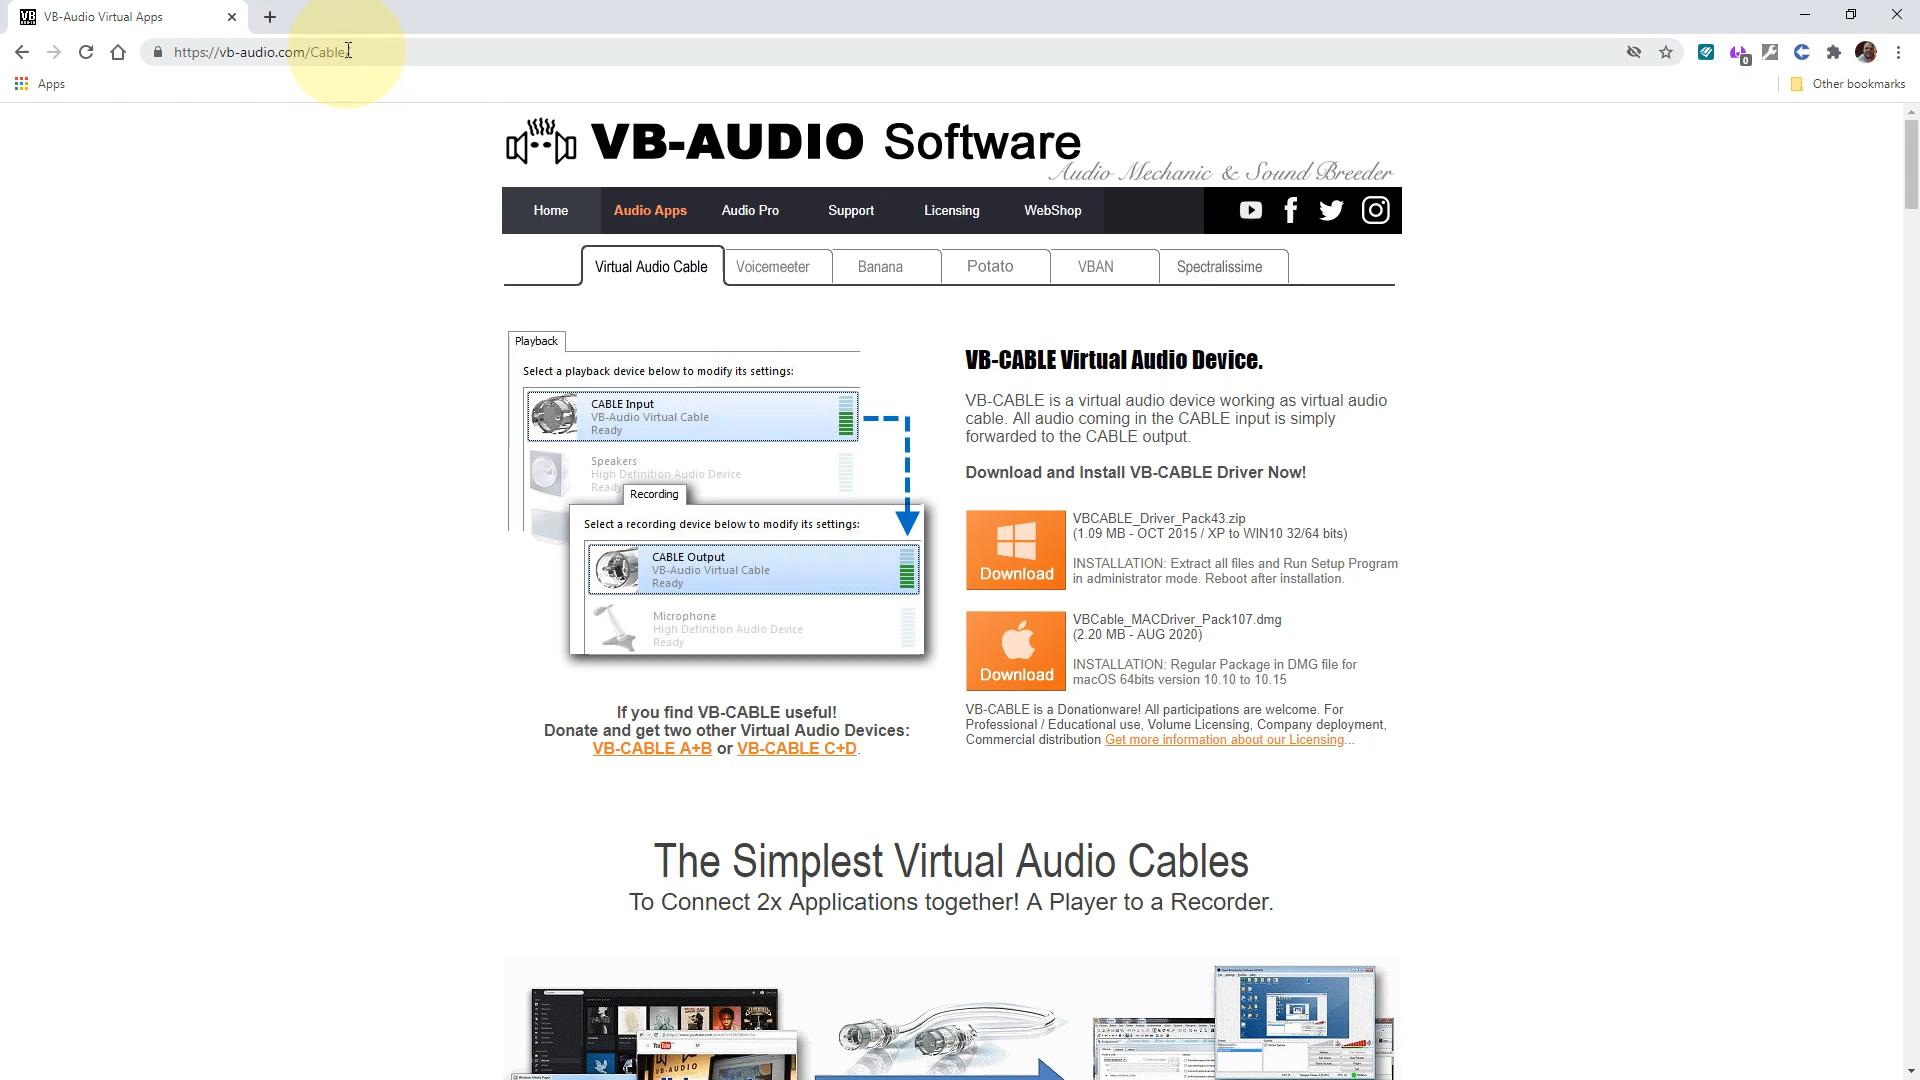 VB-Audio Virtual Apps
https://vb-audio.com/Cable/
0
Apps
Other bookmarks
VB-AUDIO Software
Audio Mechanic & Sound Breeder
Home
Audio Apps
Audio Pro
Support
Licensing
WebShop
Virtual Audio Cable
Voicemeeter
Banana
Potato
VBAN
Spectralissime
Playback
Select a playback device below to modify its settings:
CABLE Input
VB-Audio Virtual Cable
Ready
Speakers
High Definition Audio Device
Ready
Recording
Select a recording device below to modify its settings:
CABLE Output
VB-Audio Virtual Cable
Ready
Microphone
High Definition Audio Device
Ready
If you find VB-CABLE useful!
Donate and get two other Virtual Audio Devices:
VB-CABLE A+B or VB-CABLE C+D.
VB-CABLE Virtual Audio Device.
VB-CABLE is a virtual audio device working as virtual audio
cable. All audio coming in the CABLE input is simply
forwarded to the CABLE output.
Download and Install VB-CABLE Driver Now!
Download
VBCABLE_Driver_Pack43.zip
(1.09 MB - OCT 2015 / XP to WIN10 32/64 bits)
INSTALLATION: Extract all files and Run Setup Program
in administrator mode. Reboot after installation.
Download
VBCable_MACDriver_Pack107.dmg
(2.20 MB - AUG 2020)
INSTALLATION: Regular Package in DMG file for
macOS 64bits version 10.10 to 10.15
VB-CABLE is a Donationware! All participations are welcome. For
Professional / Educational use, Volume Licensing, Company deployment,
Commercial distribution Get more information about our Licensing...
The Simplest Virtual Audio Cables
To Connect 2x Applications together! A Player to a Recorder.
YouTube
VB-AUDIO